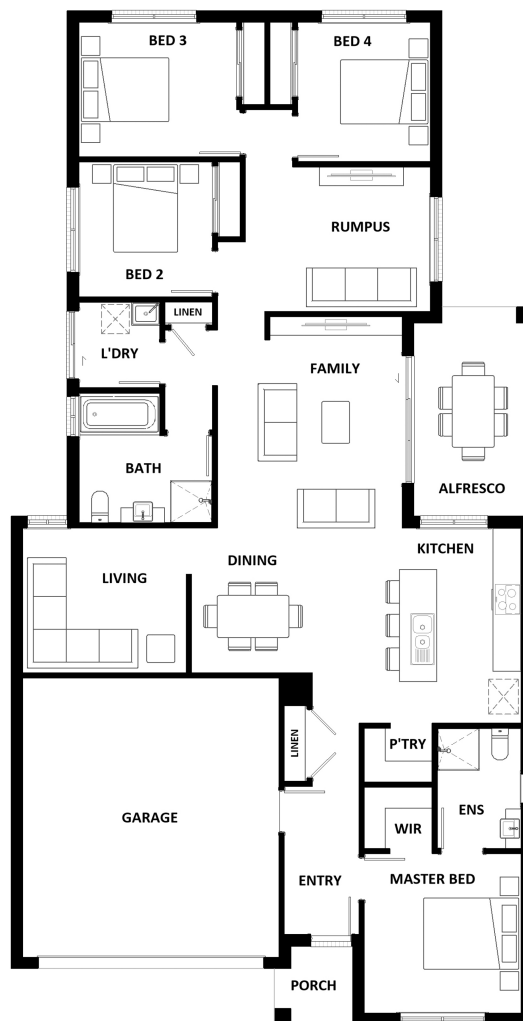 BED 3
BED 4
RUMPUS
BED 2
LINEN
L'DRY
FAMILY
BATH
ALFRESCO
KITCHEN
DINING
LIVING
LINEN
P'TRY
GARAGE
ENS
WIR
ENTRY
MASTER BED
PORCH